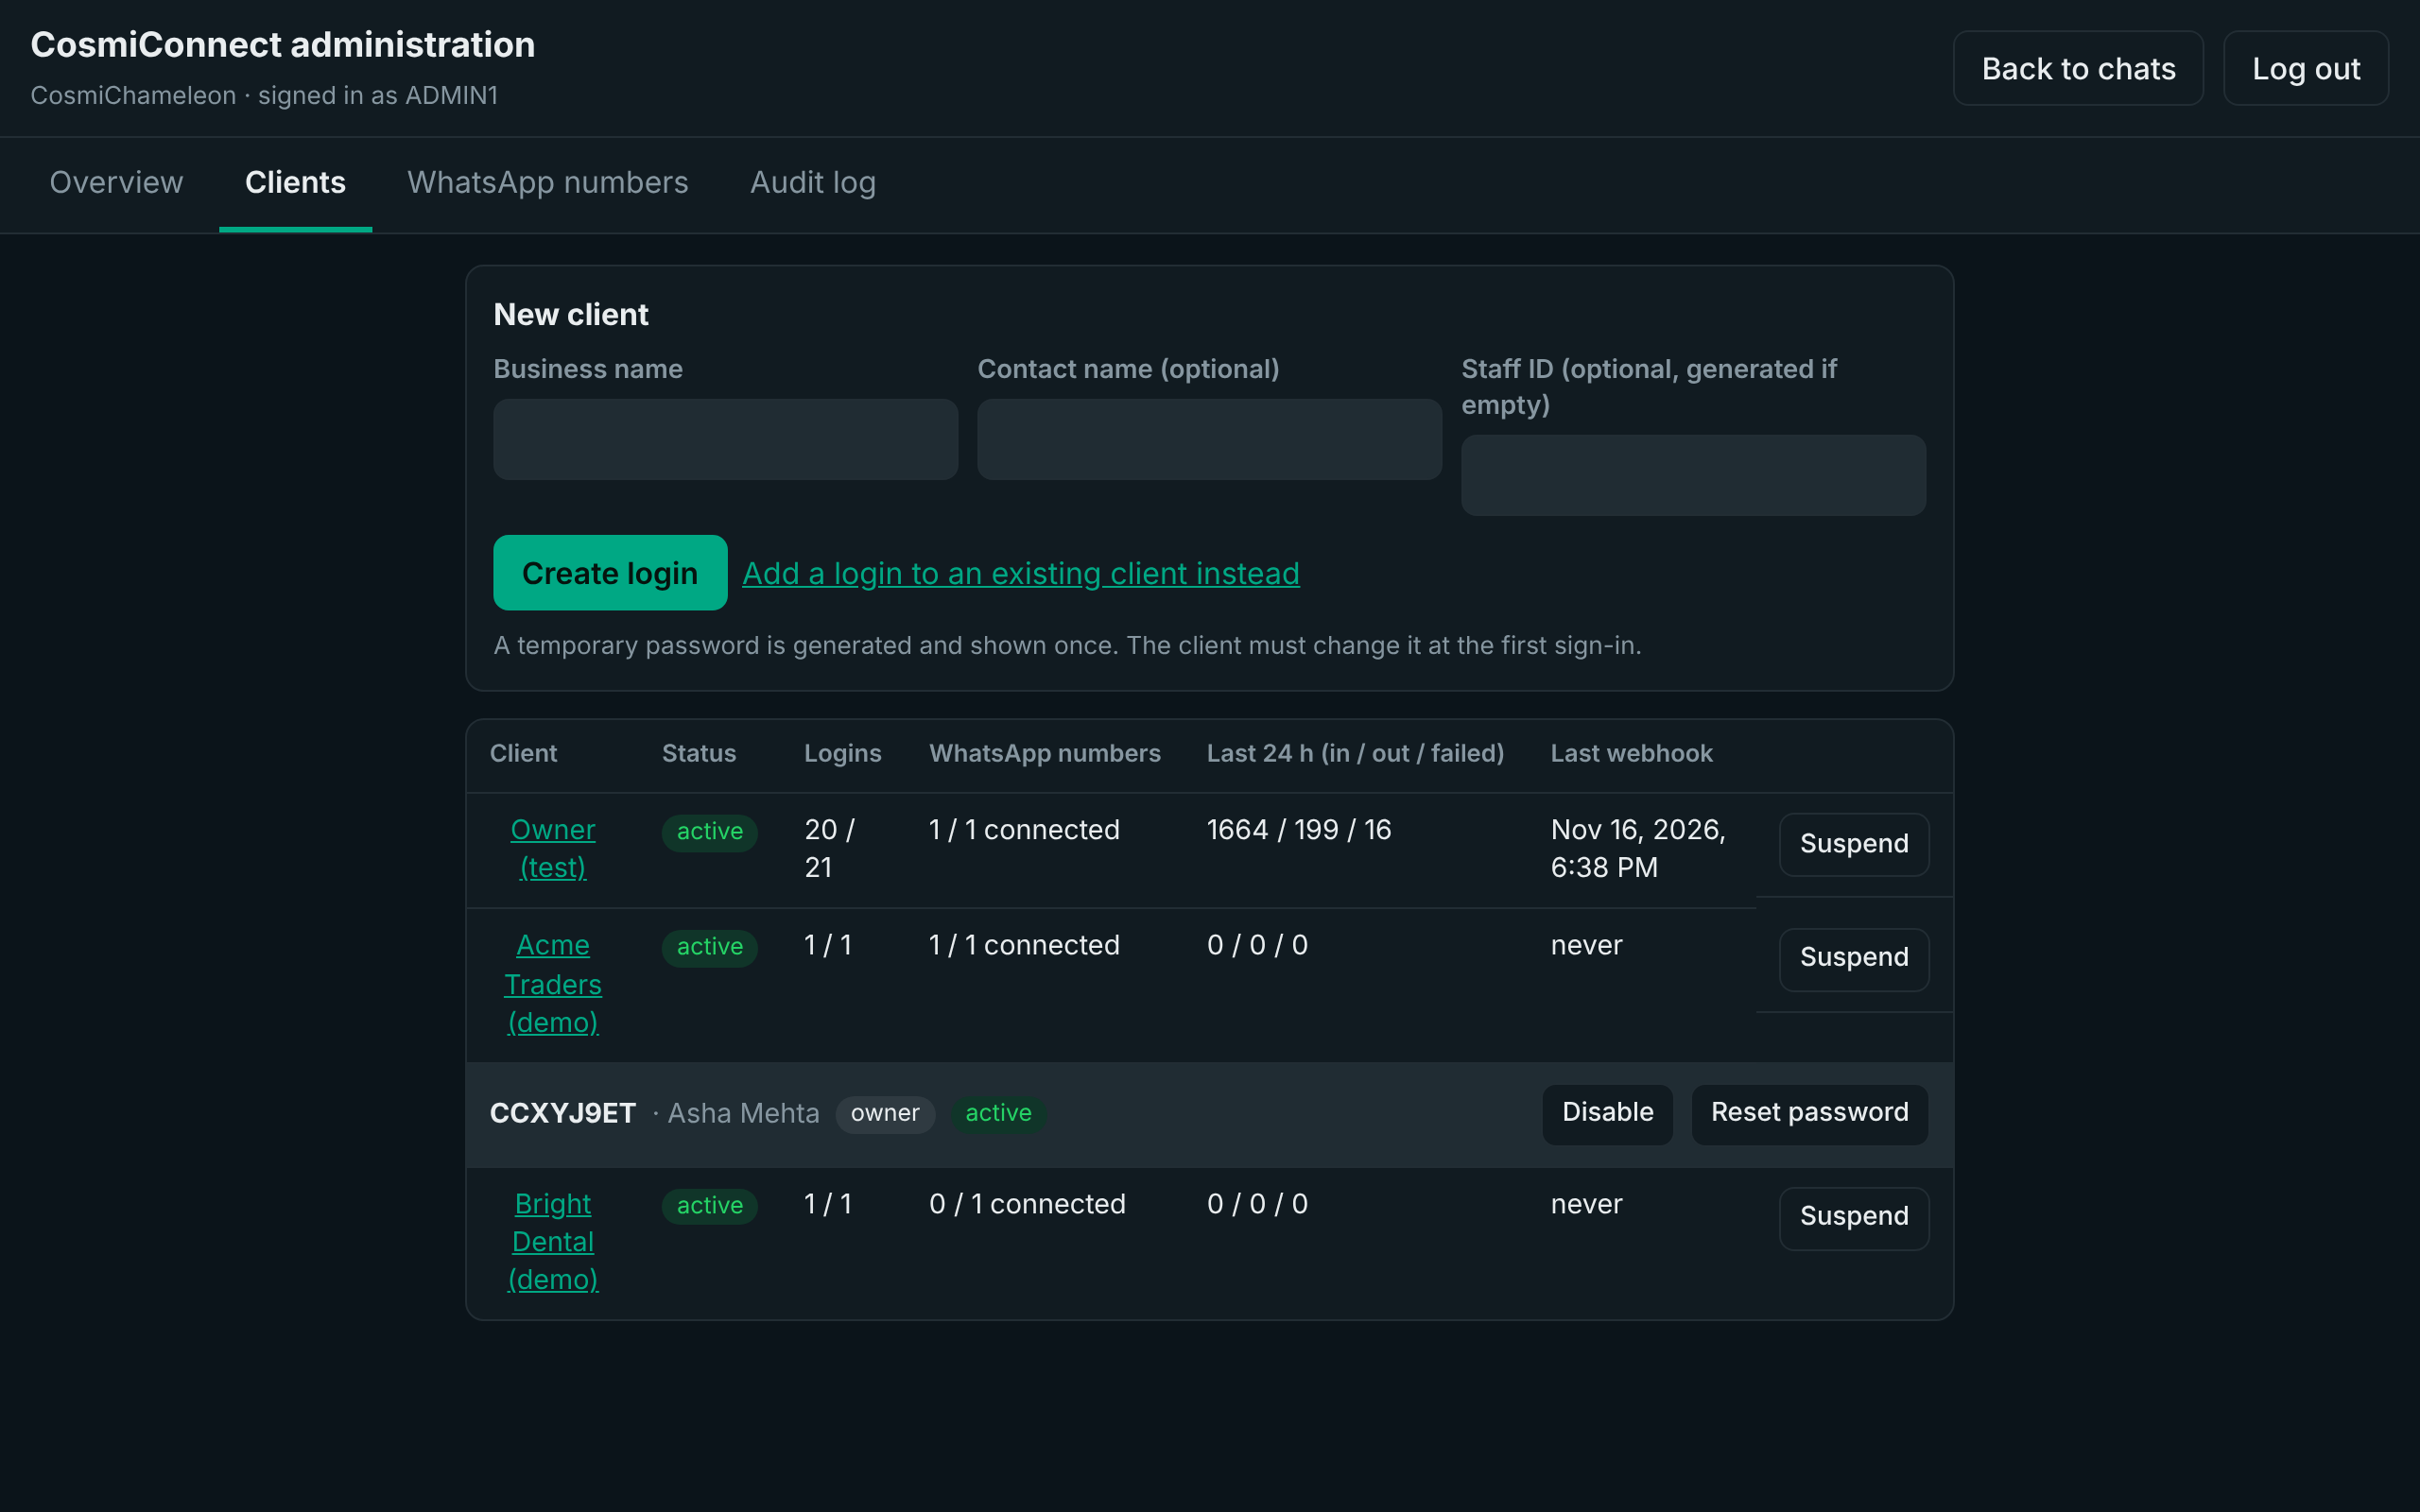 CosmiConnect administration
CosmiChameleon · signed in as ADMIN1
Back to chats
Log out
Overview
Clients
WhatsApp numbers
Audit log
New client
Business name
Contact name (optional)
Staff ID (optional, generated if
empty)
Create login
Add a login to an existing client instead
A temporary password is generated and shown once. The client must change it at the first sign-in.
Client Status Logins WhatsApp numbers Last 24 h (in / out / failed) Last webhook
Owner
(test)
active
20 /
21
1 / 1 connected
1664 / 199 / 16
Nov 16, 2026,
6:38 PM
Suspend
Acme
Traders
(demo)
active
1 / 1
1 / 1 connected
0 / 0 / 0
never
Suspend
CCXYJ9ET · Asha Mehta owner active
Disable
Reset password
Bright
Dental
(demo)
active
1 / 1
0 / 1 connected
0 / 0 / 0
never
Suspend